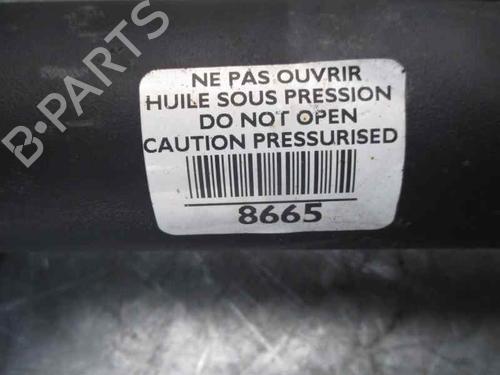 B-PARTS
NE PAS OUVRIR
HUILE SOUS PRESSION
DO NOT OPEN
CAUTION PRESSURISED
8665